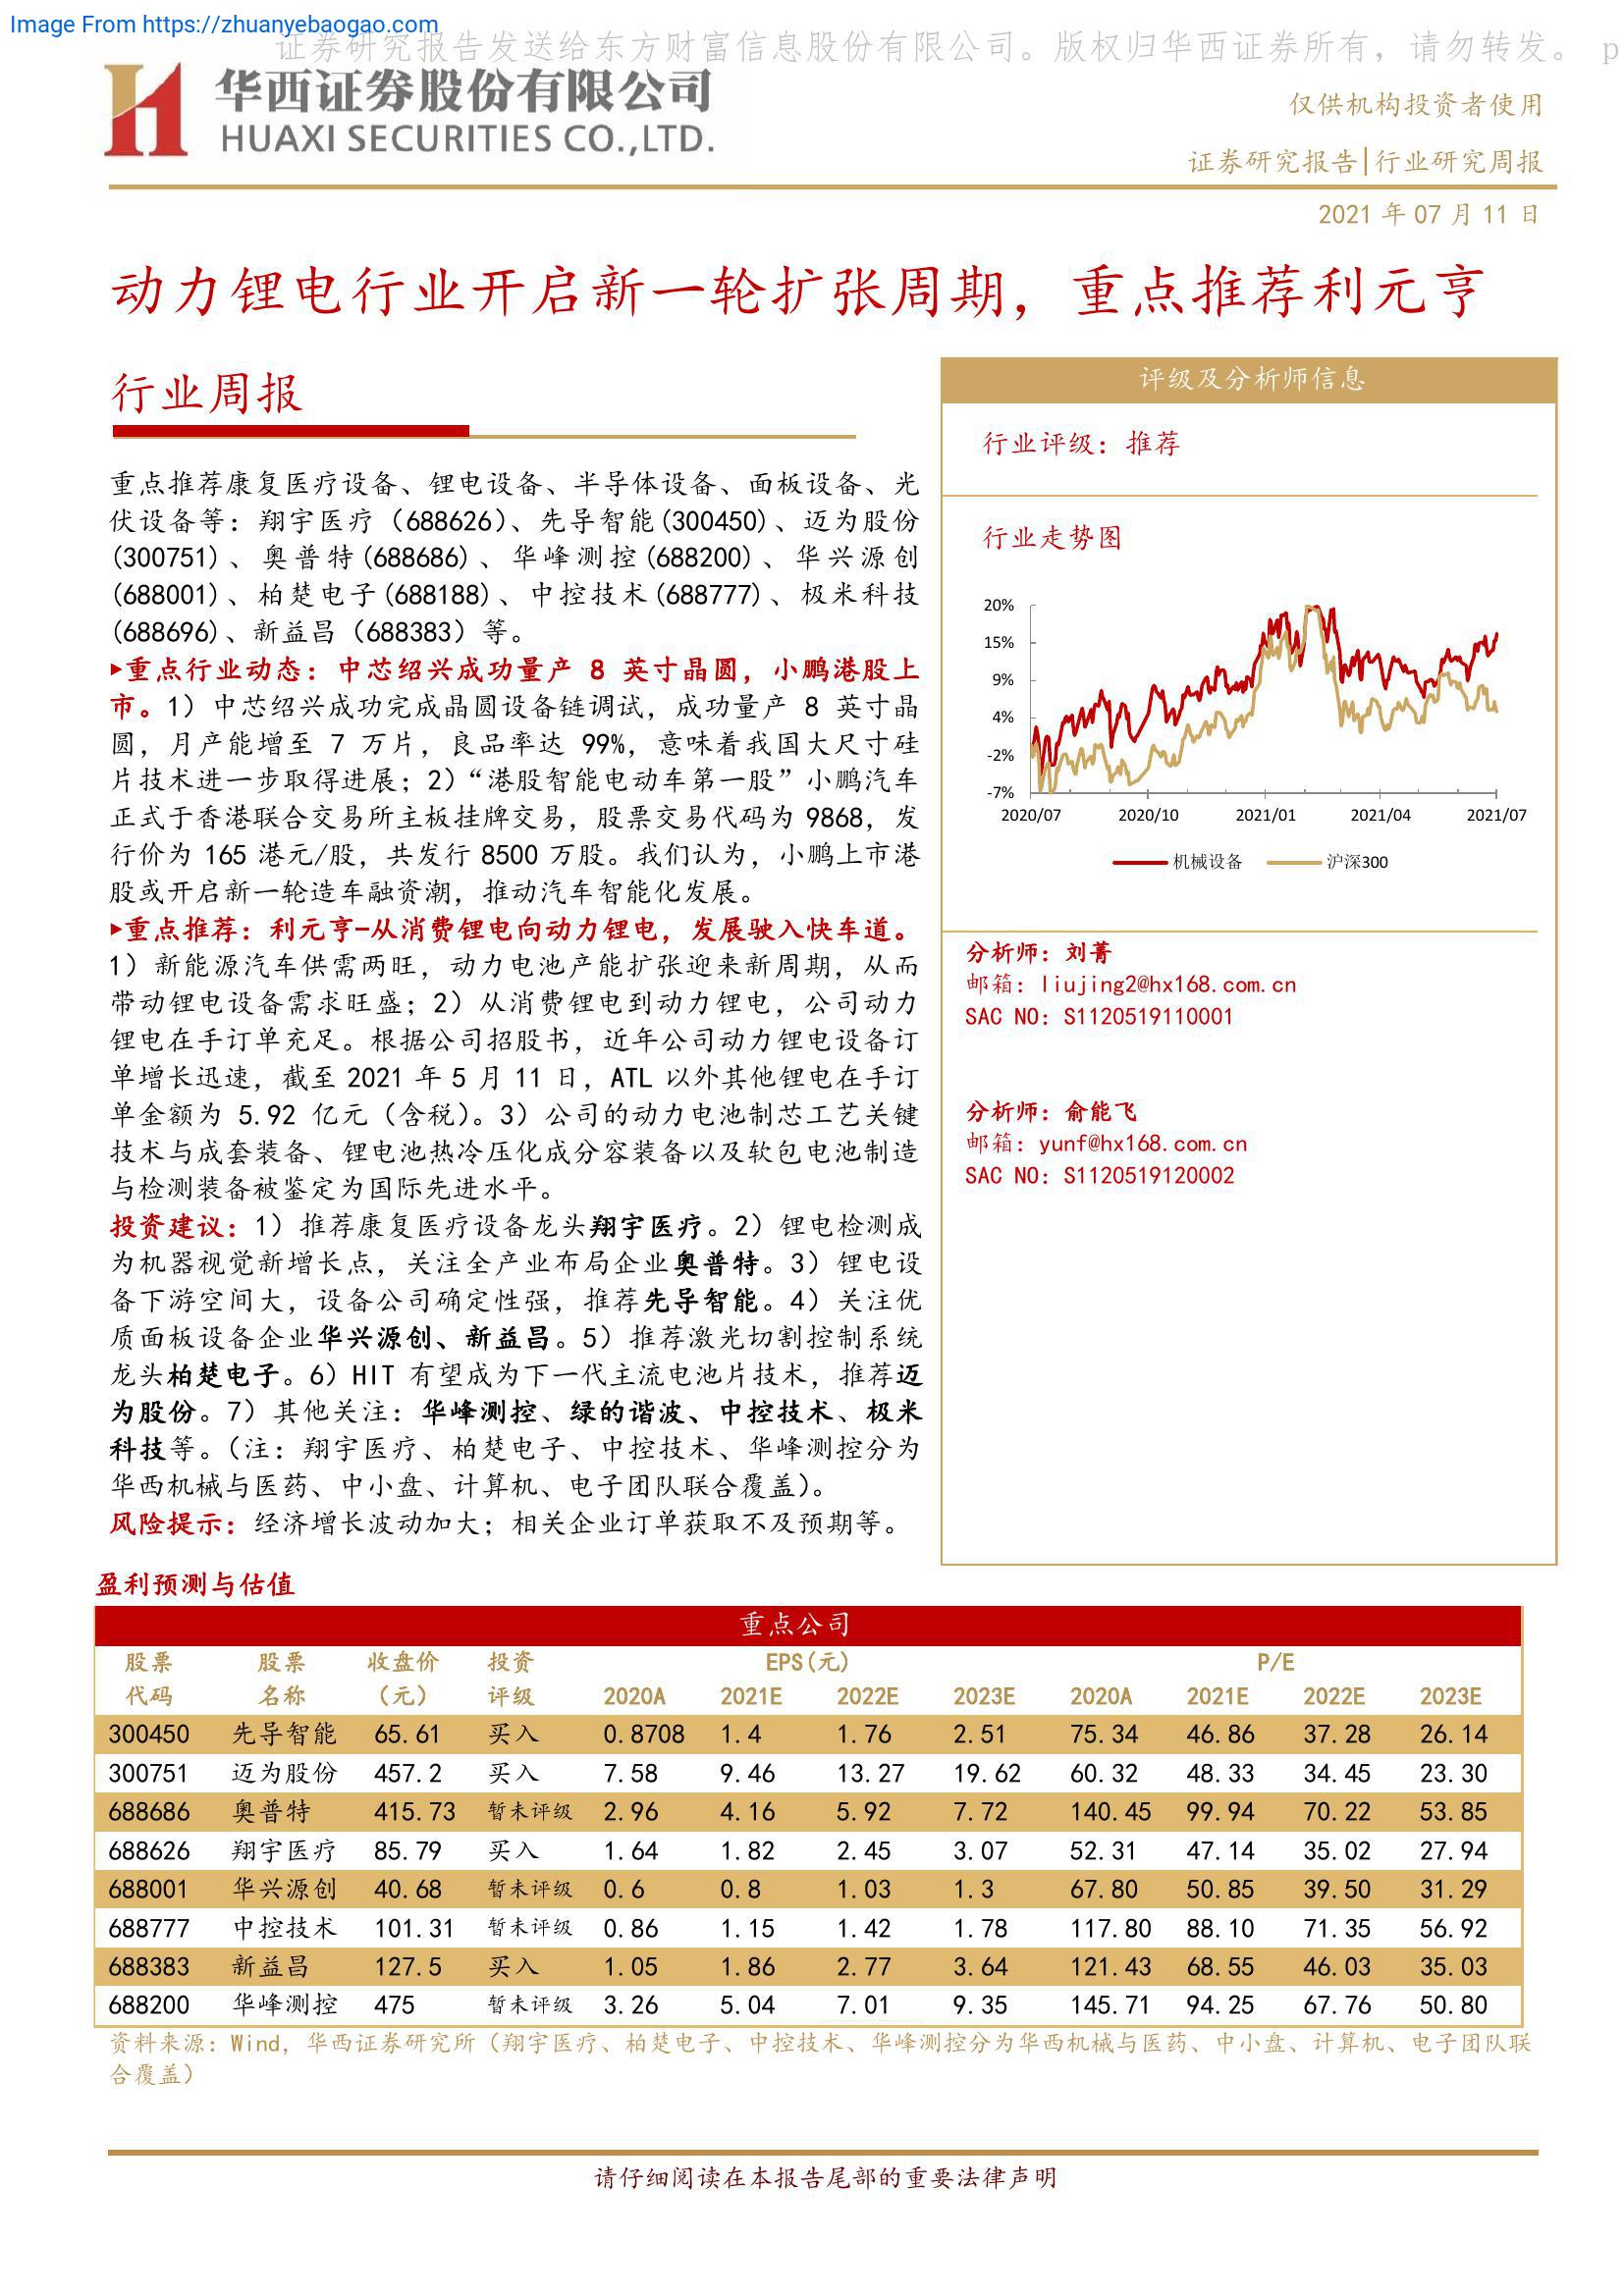 Image From https://zhuanyebaogao.com
证券研究报告发送给东方财富信息股份有限公司。版权归华西证券所有，请勿转发。 p
华西证券股份有限公司
HUAXI SECURITIES CO.,LTD.
仅供机构投资者使用
证券研究报告|行业研究周报
2021 年 07 月 11 日
动力锂电行业开启新一轮扩张周期，重点推荐利元亨
行业周报
重点推荐康复医疗设备、锂电设备、半导体设备、面板设备、光
伏设备等：翔宇医疗（688626）、先导智能(300450)、迈为股份
(300751)、奥普特(688686)、华峰测控(688200)、华兴源创
(688001)、柏楚电子(688188)、中控技术(688777)、极米科技
(688696)、新益昌（688383）等。
▸重点行业动态：中芯绍兴成功量产 8 英寸晶圆，小鹏港股上
市。1）中芯绍兴成功完成晶圆设备链调试，成功量产 8 英寸晶
圆，月产能增至 7 万片，良品率达 99%，意味着我国大尺寸硅
片技术进一步取得进展；2）“港股智能电动车第一股”小鹏汽车
正式于香港联合交易所主板挂牌交易，股票交易代码为 9868，发
行价为 165 港元/股，共发行 8500 万股。我们认为，小鹏上市港
股或开启新一轮造车融资潮，推动汽车智能化发展。
▸重点推荐：利元亨-从消费锂电向动力锂电，发展驶入快车道。
1）新能源汽车供需两旺，动力电池产能扩张迎来新周期，从而
带动锂电设备需求旺盛；2）从消费锂电到动力锂电，公司动力
锂电在手订单充足。根据公司招股书，近年公司动力锂电设备订
单增长迅速，截至 2021 年 5 月 11 日，ATL 以外其他锂电在手订
单金额为 5.92 亿元（含税）。3）公司的动力电池制芯工艺关键
技术与成套装备、锂电池热冷压化成分容装备以及软包电池制造
与检测装备被鉴定为国际先进水平。
投资建议：1）推荐康复医疗设备龙头翔宇医疗。2）锂电检测成
为机器视觉新增长点，关注全产业布局企业奥普特。3）锂电设
备下游空间大，设备公司确定性强，推荐先导智能。4）关注优
质面板设备企业华兴源创、新益昌。5）推荐激光切割控制系统
龙头柏楚电子。6）HIT 有望成为下一代主流电池片技术，推荐迈
为股份。7）其他关注：华峰测控、绿的谐波、中控技术、极米
科技等。（注：翔宇医疗、柏楚电子、中控技术、华峰测控分为
华西机械与医药、中小盘、计算机、电子团队联合覆盖）。
风险提示：经济增长波动加大；相关企业订单获取不及预期等。
评级及分析师信息
行业评级：推荐
行业走势图
20%
15%
9%
4%
-2%
-7%
2020/07 2020/10 2021/01 2021/04 2021/07
机械设备 沪深300
分析师：刘菁
邮箱：liujing2@hx168.com.cn
SAC NO：S1120519110001
分析师：俞能飞
邮箱：yunf@hx168.com.cn
SAC NO：S1120519120002
盈利预测与估值
重点公司
股票 股票 收盘价 投资 EPS(元) P/E
代码 名称 （元） 评级 2020A 2021E 2022E 2023E 2020A 2021E 2022E 2023E
300450 先导智能 65.61 买入 0.8708 1.4 1.76 2.51 75.34 46.86 37.28 26.14
300751 迈为股份 457.2 买入 7.58 9.46 13.27 19.62 60.32 48.33 34.45 23.30
688686 奥普特 415.73 暂未评级 2.96 4.16 5.92 7.72 140.45 99.94 70.22 53.85
688626 翔宇医疗 85.79 买入 1.64 1.82 2.45 3.07 52.31 47.14 35.02 27.94
688001 华兴源创 40.68 暂未评级 0.6 0.8 1.03 1.3 67.80 50.85 39.50 31.29
688777 中控技术 101.31 暂未评级 0.86 1.15 1.42 1.78 117.80 88.10 71.35 56.92
688383 新益昌 127.5 买入 1.05 1.86 2.77 3.64 121.43 68.55 46.03 35.03
688200 华峰测控 475 暂未评级 3.26 5.04 7.01 9.35 145.71 94.25 67.76 50.80
资料来源：Wind，华西证券研究所（翔宇医疗、柏楚电子、中控技术、华峰测控分为华西机械与医药、中小盘、计算机、电子团队联
合覆盖）
请仔细阅读在本报告尾部的重要法律声明